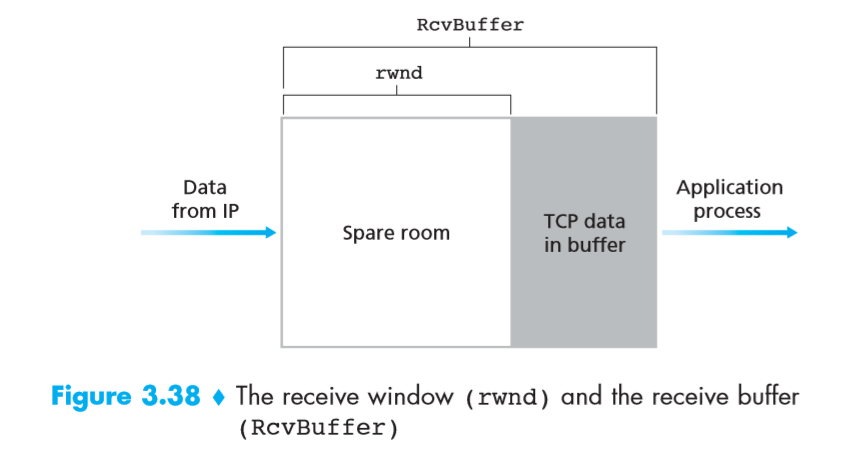 RcvBuffer
rwnd
Data
from IP
Spare room
TCP data
in buffer
Application
process
Figure 3.38 ♦ The receive window (rwnd) and the receive buffer
(RcvBuffer)